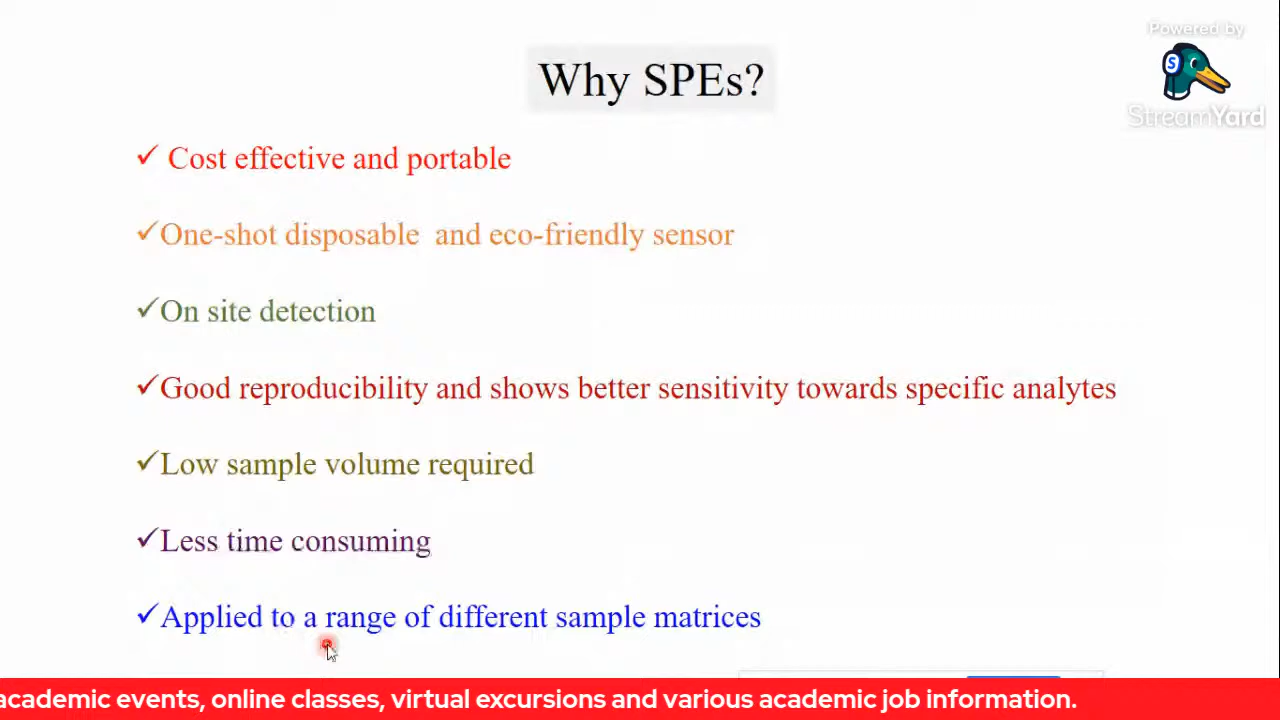 Powered by
StreamYard
Why SPEs?
✓ Cost effective and portable
✓One-shot disposable and eco-friendly sensor
✓On site detection
✓Good reproducibility and shows better sensitivity towards specific analytes
✓Low sample volume required
✓Less time consuming
✓Applied to a range of different sample matrices
academic events, online classes, virtual excursions and various academic job information.